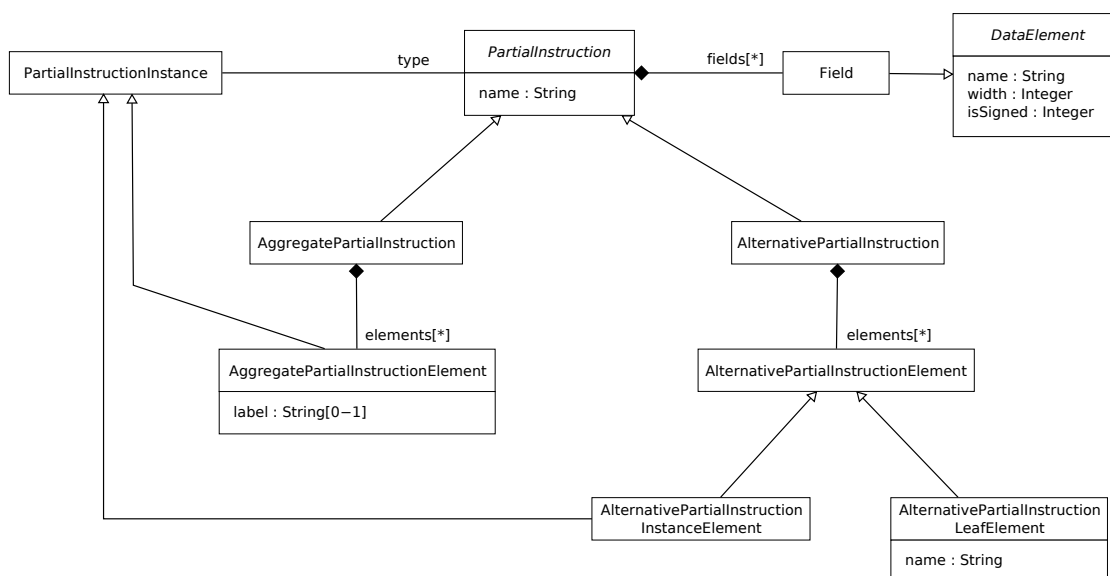 DataElement
PartialInstruction
type
fields[*]
PartialInstructionInstance
Field
name : String
name : String
width : Integer
isSigned : Integer
AggregatePartialInstruction
AlternativePartialInstruction
elements[*]
elements[*]
AggregatePartialInstructionElement
AlternativePartialInstructionElement
label : String[0−1]
AlternativePartialInstruction
InstanceElement
AlternativePartialInstruction
LeafElement
name : String